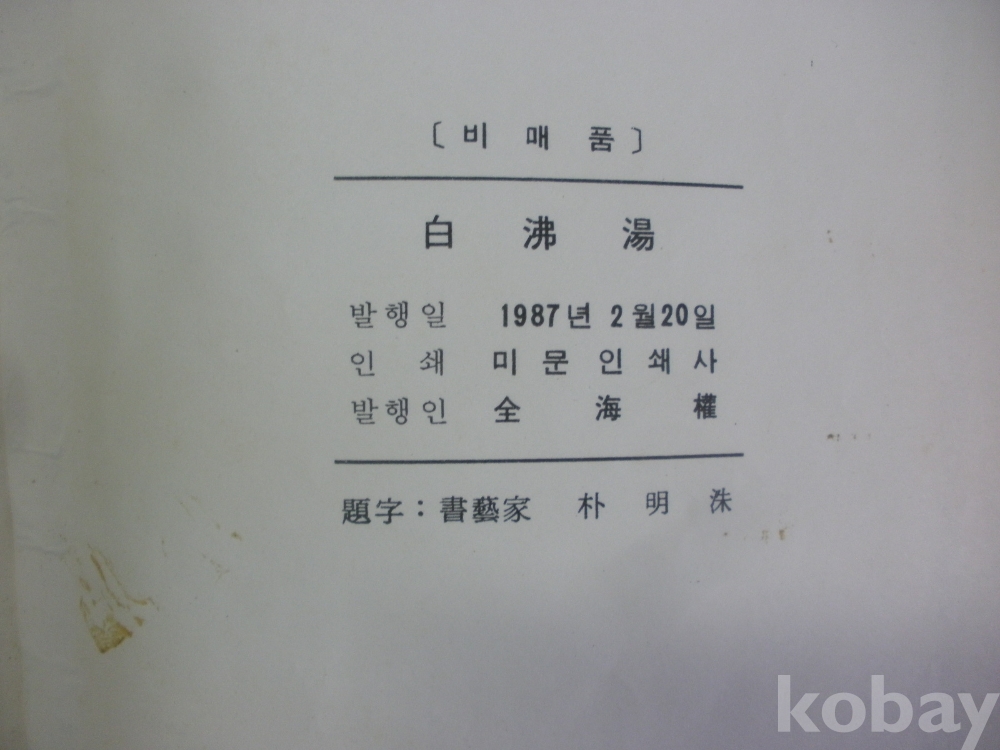 〔비 매 품〕
白 沸 湯
발행일 1987년 2월20일
인 쇄 미 문 인 쇄 사
발행인 全 海 權
題字：書藝家 朴 明 洙
kobay